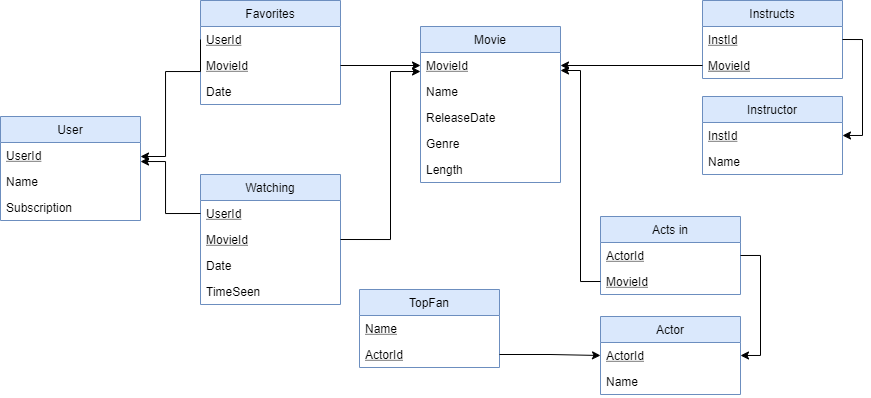 Favorites
UserId
MovieId
Date
Movie
MovieId
Name
ReleaseDate
Genre
Length
Instructs
InstId
MovieId
Instructor
InstId
Name
User
UserId
Name
Subscription
Watching
UserId
MovieId
Date
TimeSeen
Acts in
ActorId
MovieId
TopFan
Name
ActorId
Actor
ActorId
Name